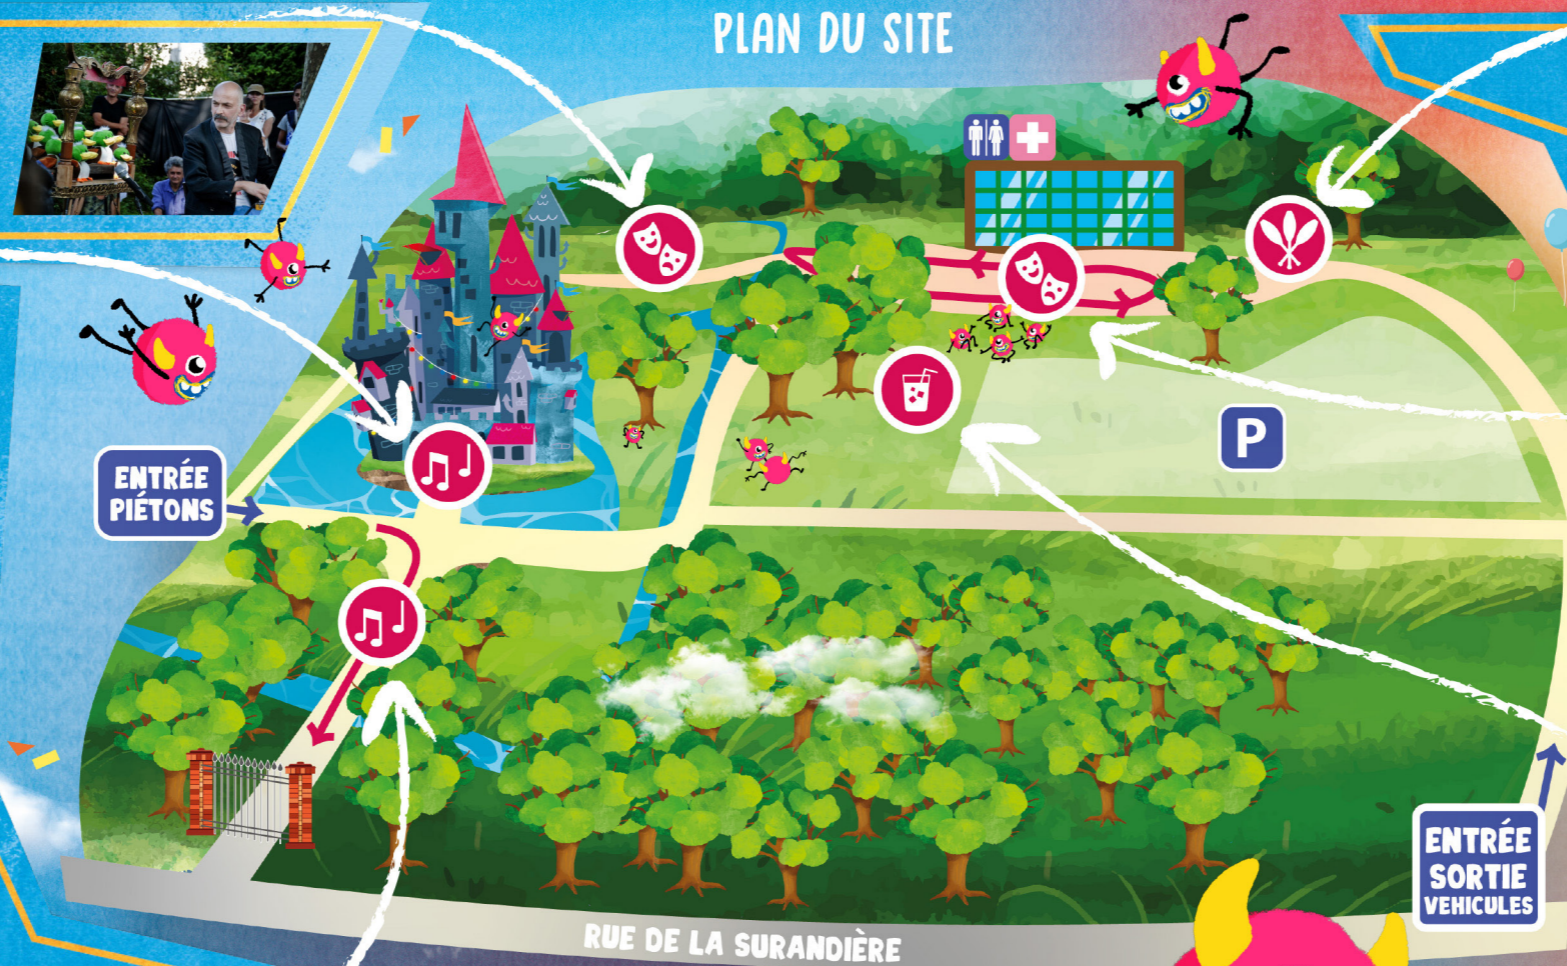 PLAN DU SITE
ENTRÉE
PIÉTONS
P
ENTRÉE
SORTIE
VEHICULES
RUE DE LA SURANDIÈRE